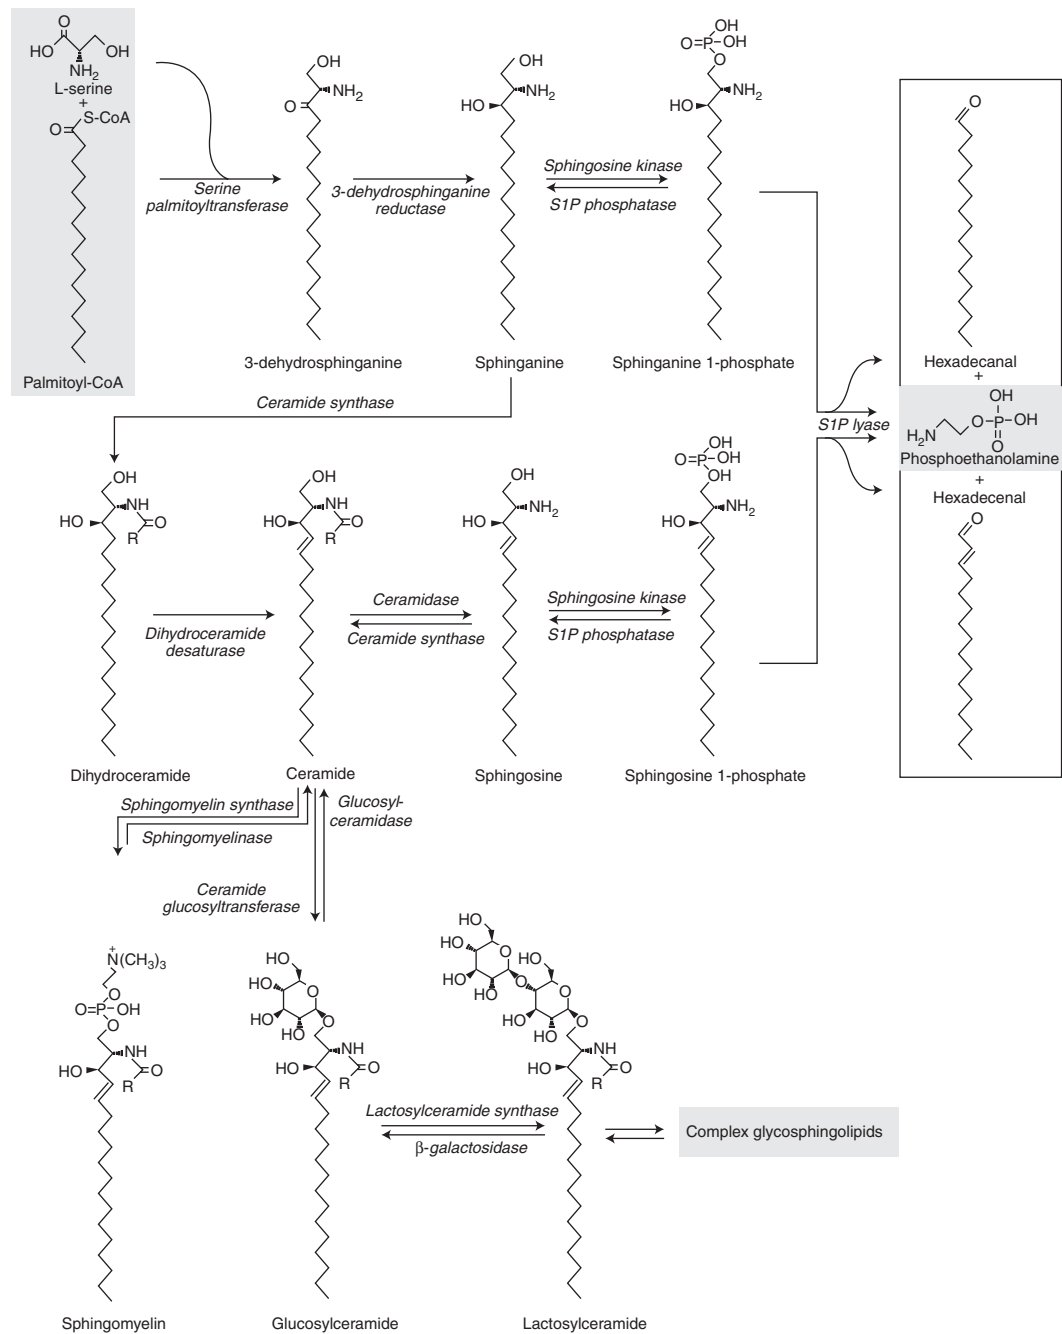 HO
O
OH
NH2
L-serine
+
O
S-CoA
Palmitoyl-CoA
Serine
palmitoyltransferase
OH
NH2
O
3-dehydrosphinganine
3-dehydrosphinganine
reductase
OH
NH2
HO
Sphinganine
Sphingosine kinase
S1P phosphatase
OH
O=P-OH
O
NH2
HO
Sphinganine 1-phosphate
O
Hexadecanal
+
OH
O-P-OH
O
H2N
Phosphoethanolamine
+
Hexadecenal
O
S1P lyase
Ceramide synthase
OH
NH
HO
O
R
Dihydroceramide
Dihydroceramide
desaturase
OH
NH
HO
O
R
Ceramide
Ceramidase
Ceramide synthase
OH
NH2
HO
Sphingosine
Sphingosine kinase
S1P phosphatase
OH
O=P-OH
OH
NH2
HO
Sphingosine 1-phosphate
Sphingomyelin synthase
Sphingomyelinase
Glucosyl-
ceramidase
Ceramide
glucosyltransferase
+
N(CH3)3
O
O=P-OH
O
NH
HO
O
R
Sphingomyelin
HO
HO
O
HO
HO
O
NH
HO
O
R
Glucosylceramide
Lactosylceramide synthase
β-galactosidase
HO
HO
O
HO
HO
O
HO
O
HO
HO
O
NH
HO
O
R
Lactosylceramide
Complex glycosphingolipids